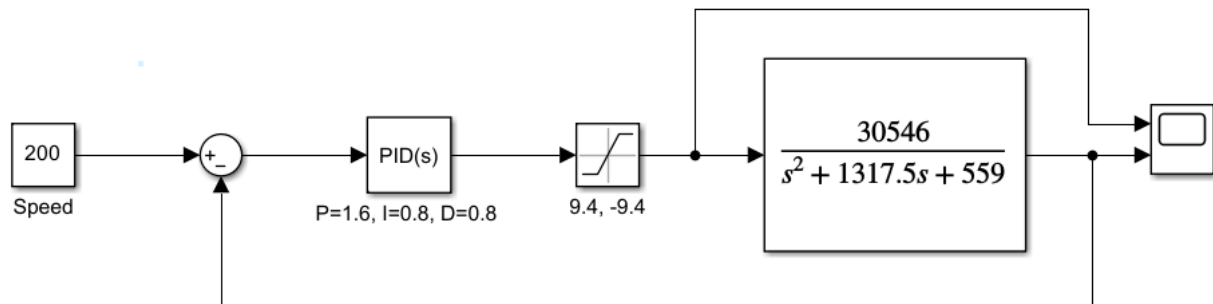 200
Speed
+
−
PID(s)
P=1.6, I=0.8, D=0.8
9.4, -9.4
30546
s² + 1317.5s + 559